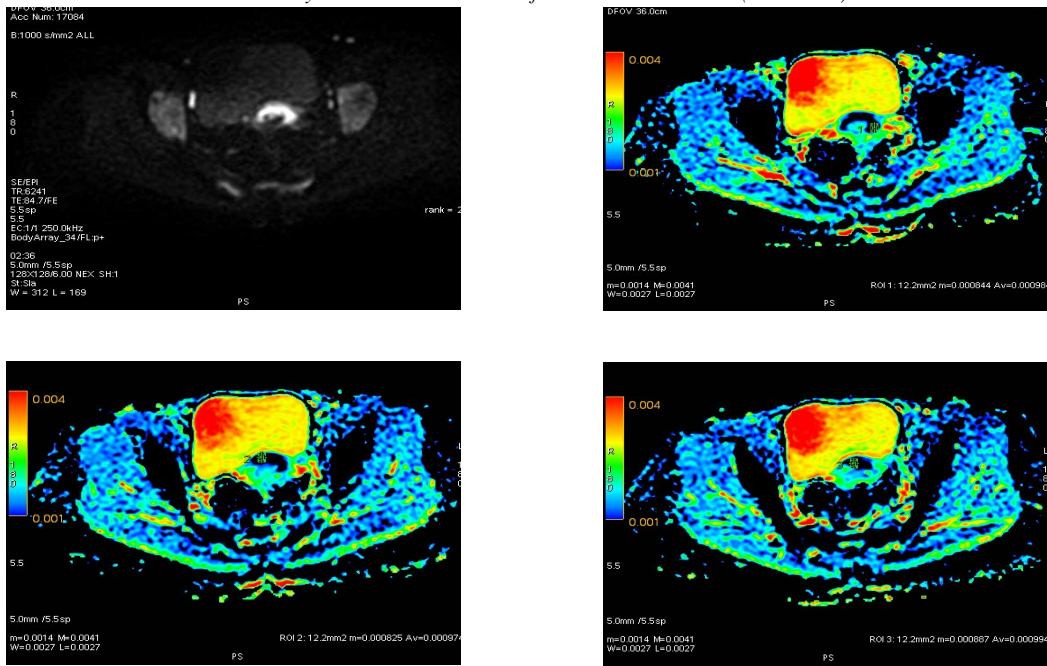 DFOV 36.0cm
Acc Num: 17084
B:1000 s/mm2 ALL
R
1
8
0
SE/EPI
TR:6241
TE:84.7/FE
5.5sp
5.5
EC:1/1 250.0kHz
BodyArray_34/FL:p+
rank = 2
02:36
5.0mm /5.5sp
128X128/6.00 NEX SH:1
St:Sla
W = 312 L = 169
PS
DFOV 36.0cm
0.004
R
1
8
0
0.001
1
5.5
5.0mm /5.5sp
m=0.0014 M=0.0041
W=0.0027 L=0.0027
ROI 1: 12.2mm2 m=0.000844 Av=0.000984
PS
0.004
R
1
8
0
0.001
2
5.5
5.0mm /5.5sp
m=0.0014 M=0.0041
W=0.0027 L=0.0027
ROI 2: 12.2mm2 m=0.000825 Av=0.000974
PS
0.004
R
1
8
0
0.001
3
5.5
5.0mm /5.5sp
m=0.0014 M=0.0041
W=0.0027 L=0.0027
ROI 3: 12.2mm2 m=0.000887 Av=0.000994
PS